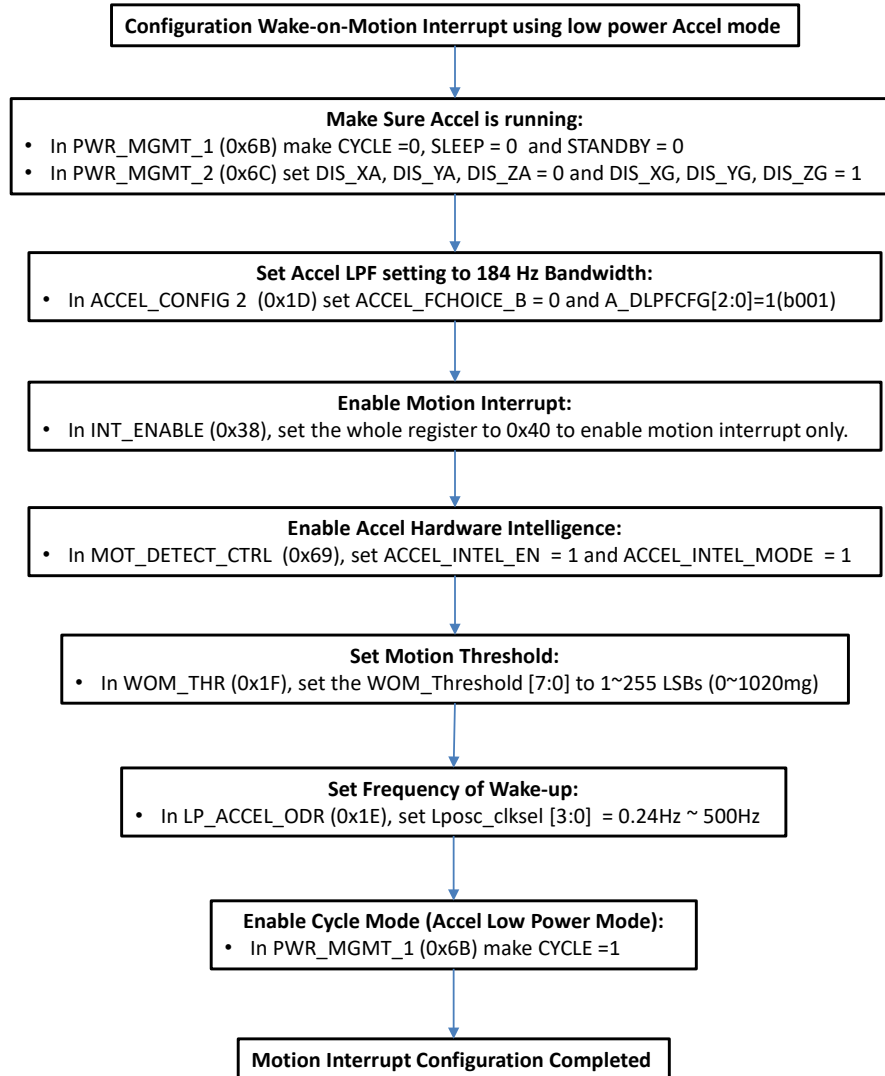 Configuration Wake-on-Motion Interrupt using low power Accel mode
Make Sure Accel is running:
• In PWR_MGMT_1 (0x6B) make CYCLE =0, SLEEP = 0 and STANDBY = 0
• In PWR_MGMT_2 (0x6C) set DIS_XA, DIS_YA, DIS_ZA = 0 and DIS_XG, DIS_YG, DIS_ZG = 1
Set Accel LPF setting to 184 Hz Bandwidth:
• In ACCEL_CONFIG 2 (0x1D) set ACCEL_FCHOICE_B = 0 and A_DLPFCFG[2:0]=1(b001)
Enable Motion Interrupt:
• In INT_ENABLE (0x38), set the whole register to 0x40 to enable motion interrupt only.
Enable Accel Hardware Intelligence:
• In MOT_DETECT_CTRL (0x69), set ACCEL_INTEL_EN = 1 and ACCEL_INTEL_MODE = 1
Set Motion Threshold:
• In WOM_THR (0x1F), set the WOM_Threshold [7:0] to 1~255 LSBs (0~1020mg)
Set Frequency of Wake-up:
• In LP_ACCEL_ODR (0x1E), set Lposc_clksel [3:0] = 0.24Hz ~ 500Hz
Enable Cycle Mode (Accel Low Power Mode):
• In PWR_MGMT_1 (0x6B) make CYCLE =1
Motion Interrupt Configuration Completed